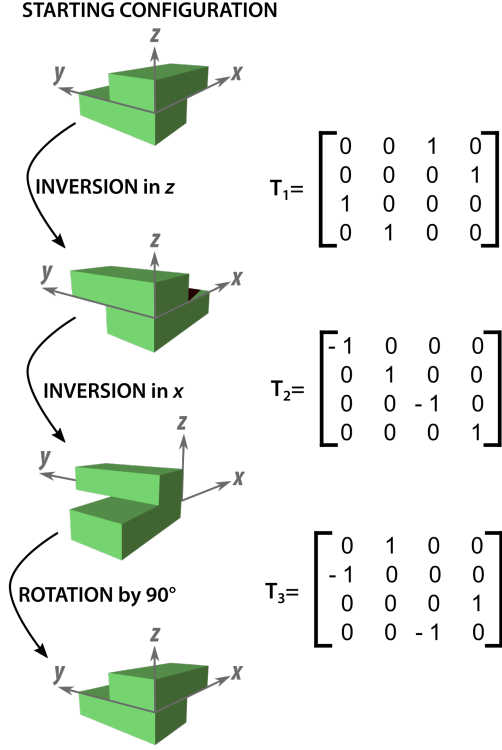 STARTING CONFIGURATION
z
y
x
INVERSION in z
T1=
0 0 1 0
0 0 0 1
1 0 0 0
0 1 0 0
z
y
x
INVERSION in x
T2=
-1 0 0 0
0 1 0 0
0 0 -1 0
0 0 0 1
z
y
x
ROTATION by 90°
T3=
0 1 0 0
-1 0 0 0
0 0 0 1
0 0 -1 0
z
y
x